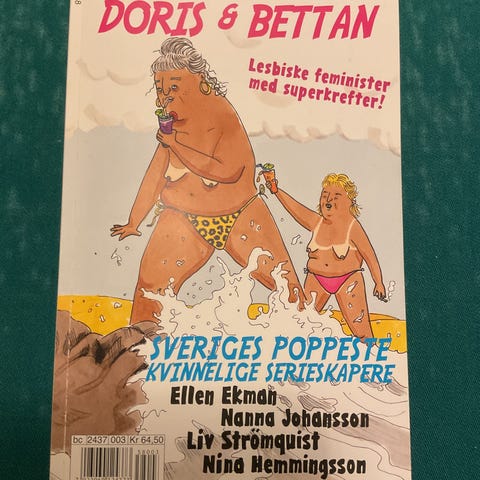 DORIS & BETTAN
Lesbiske feminister
med superkrefter!
SVERIGES POPPESTE
KVINNELIGE SERIESKAPERE
Ellen Ekman
Nanna Johansson
Liv Strömquist
Nina Hemmingsson
bc 2437 003 Kr 64,50